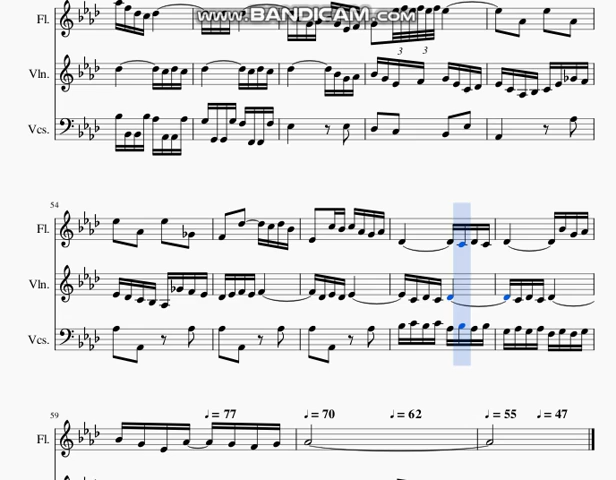 www.BANDICAM.com
Fl.
3 3
Vln.
Vcs.
54
Fl.
Vln.
Vcs.
59
♩= 77 ♩= 70 ♩= 62 ♩= 55 ♩= 47
Fl.